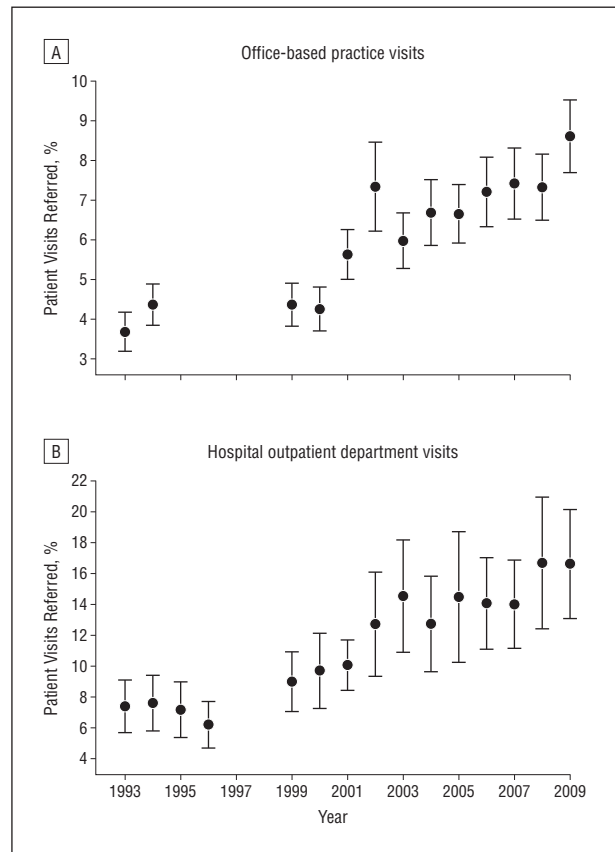 A
Office-based practice visits
10
9
8
7
6
5
4
3
Patient Visits Referred, %
B
Hospital outpatient department visits
22
20
18
16
14
12
10
8
6
4
Patient Visits Referred, %
1993 1995 1997 1999 2001 2003 2005 2007 2009
Year